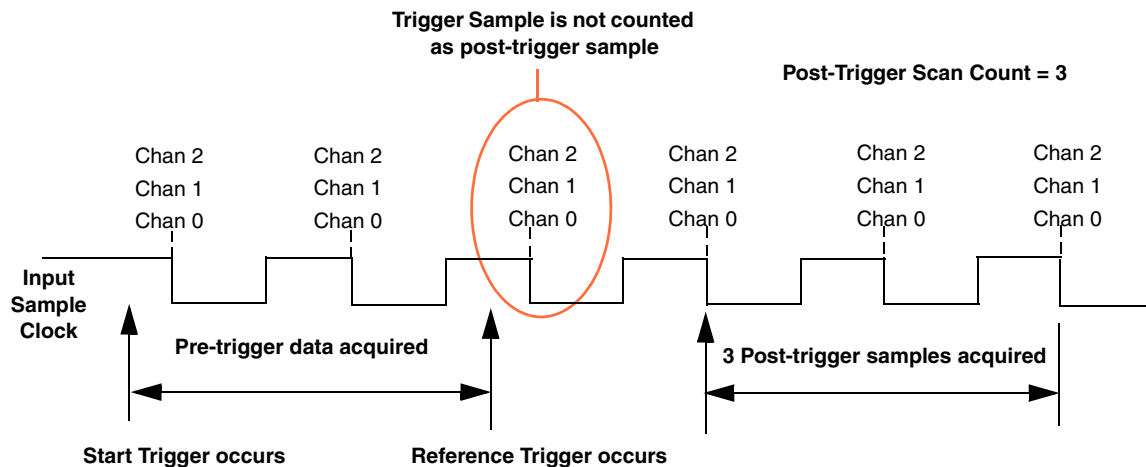 Trigger Sample is not counted
as post-trigger sample
Post-Trigger Scan Count = 3
Chan 2 Chan 2 Chan 2 Chan 2 Chan 2 Chan 2
Chan 1 Chan 1 Chan 1 Chan 1 Chan 1 Chan 1
Chan 0 Chan 0 Chan 0 Chan 0 Chan 0 Chan 0
Input
Sample
Clock
Pre-trigger data acquired
3 Post-trigger samples acquired
Start Trigger occurs
Reference Trigger occurs